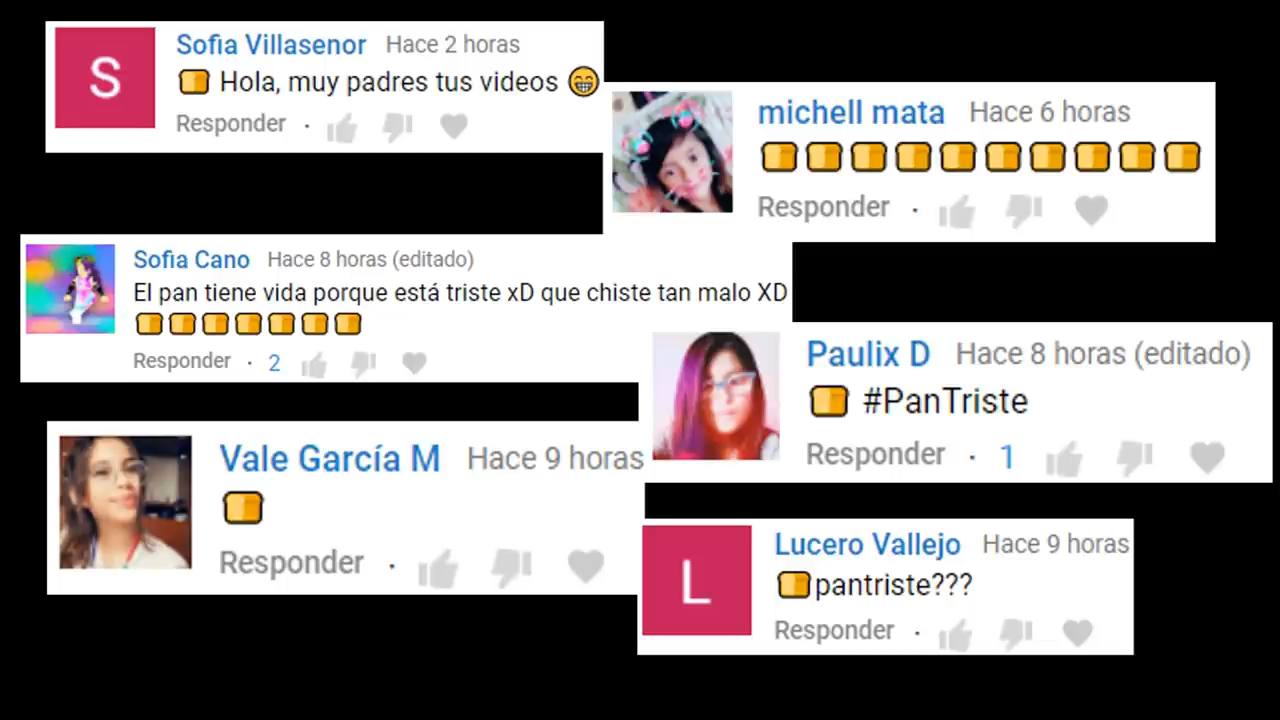 S
Sofia Villasenor Hace 2 horas
🍞 Hola, muy padres tus videos 😁
Responder ·
michell mata Hace 6 horas
🍞🍞🍞🍞🍞🍞🍞🍞🍞🍞
Responder ·
Sofia Cano Hace 8 horas (editado)
El pan tiene vida porque está triste xD que chiste tan malo XD
🍞🍞🍞🍞🍞🍞🍞
Responder · 2
Paulix D Hace 8 horas (editado)
🍞 #PanTriste
Responder · 1
Vale García M Hace 9 horas
🍞
Responder ·
L
Lucero Vallejo Hace 9 horas
🍞pantriste???
Responder ·